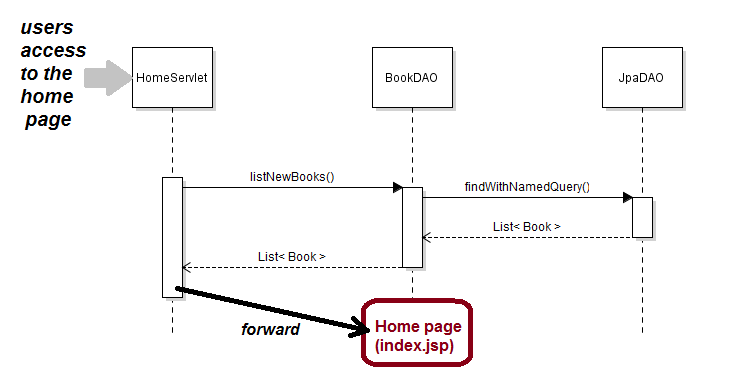 users
access
to the
home
page
HomeServlet
BookDAO
JpaDAO
listNewBooks()
findWithNamedQuery()
List< Book >
List< Book >
forward
Home page
(index.jsp)